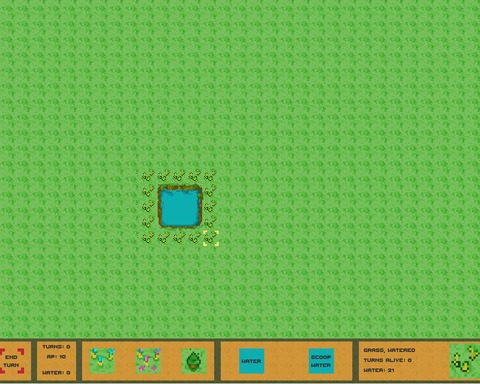 END
TURN
TURNS: 0
AP: 10
WATER: 0
WATER
SCOOP
WATER
GRASS, WATERED
TURNS ALIVE: 0
WATER: 21